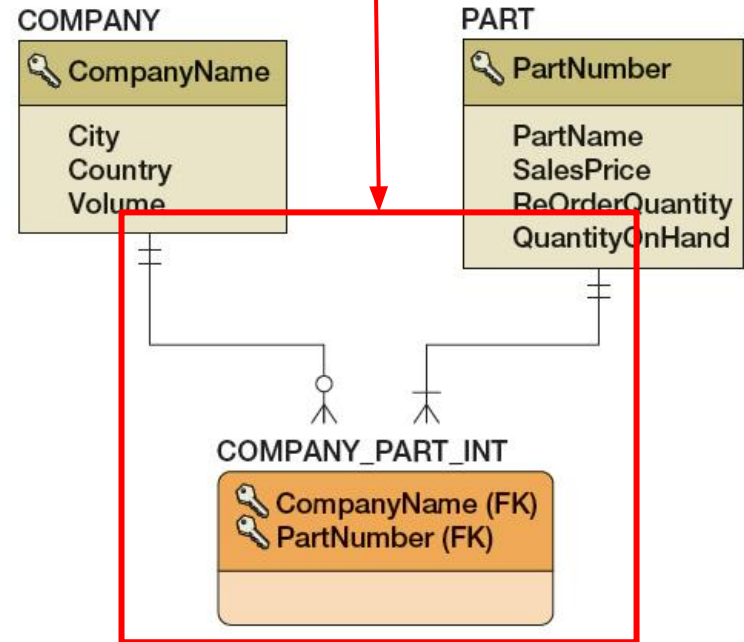 COMPANY
CompanyName
City
Country
Volume
PART
PartNumber
PartName
SalesPrice
ReOrderQuantity
QuantityOnHand
COMPANY_PART_INT
CompanyName (FK)
PartNumber (FK)